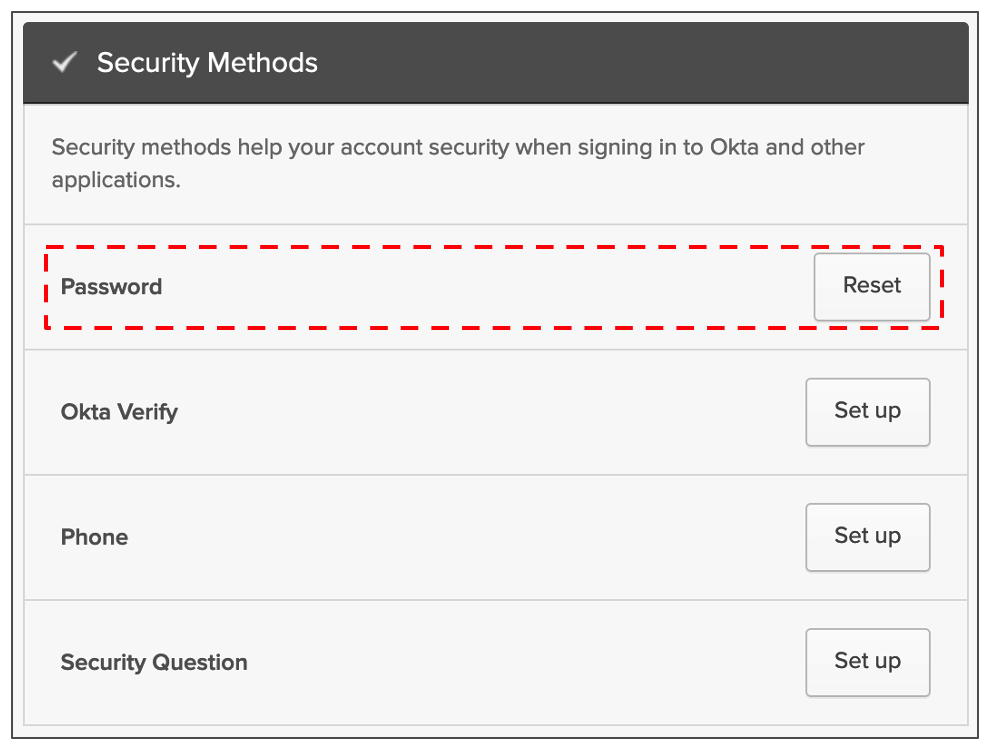 Security Methods
Security methods help your account security when signing in to Okta and other
applications.
Password
Reset
Okta Verify
Set up
Phone
Set up
Security Question
Set up